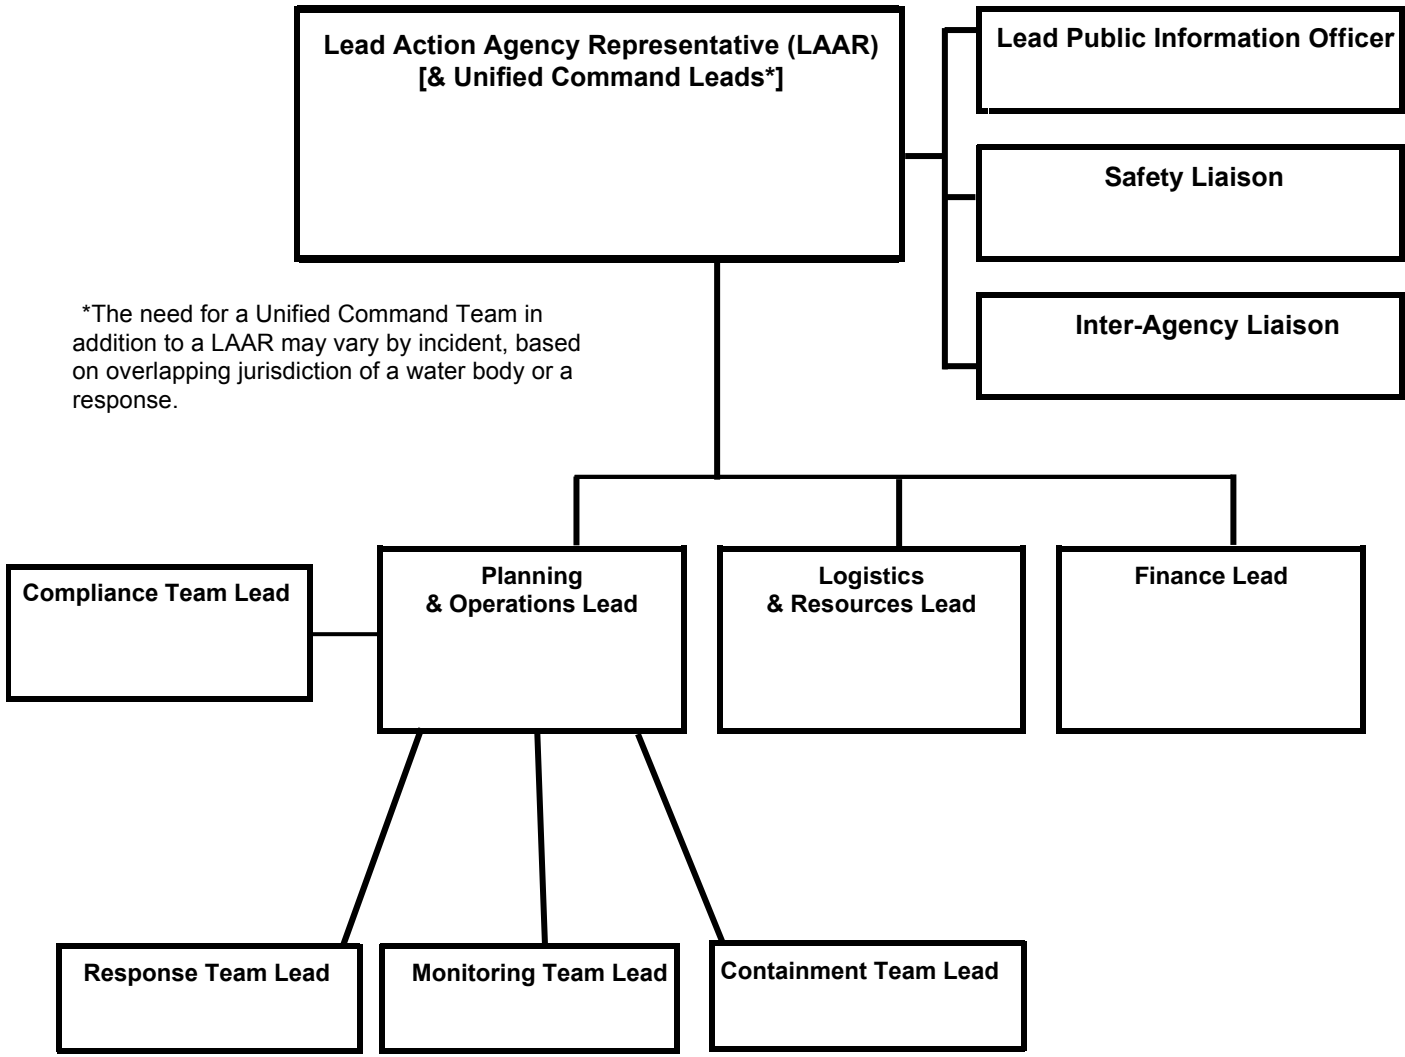 Lead Action Agency Representative (LAAR)
[& Unified Command Leads*]
Lead Public Information Officer
Safety Liaison
Inter-Agency Liaison
*The need for a Unified Command Team in
addition to a LAAR may vary by incident, based
on overlapping jurisdiction of a water body or a
response.
Compliance Team Lead
Planning
& Operations Lead
Logistics
& Resources Lead
Finance Lead
Response Team Lead
Monitoring Team Lead
Containment Team Lead